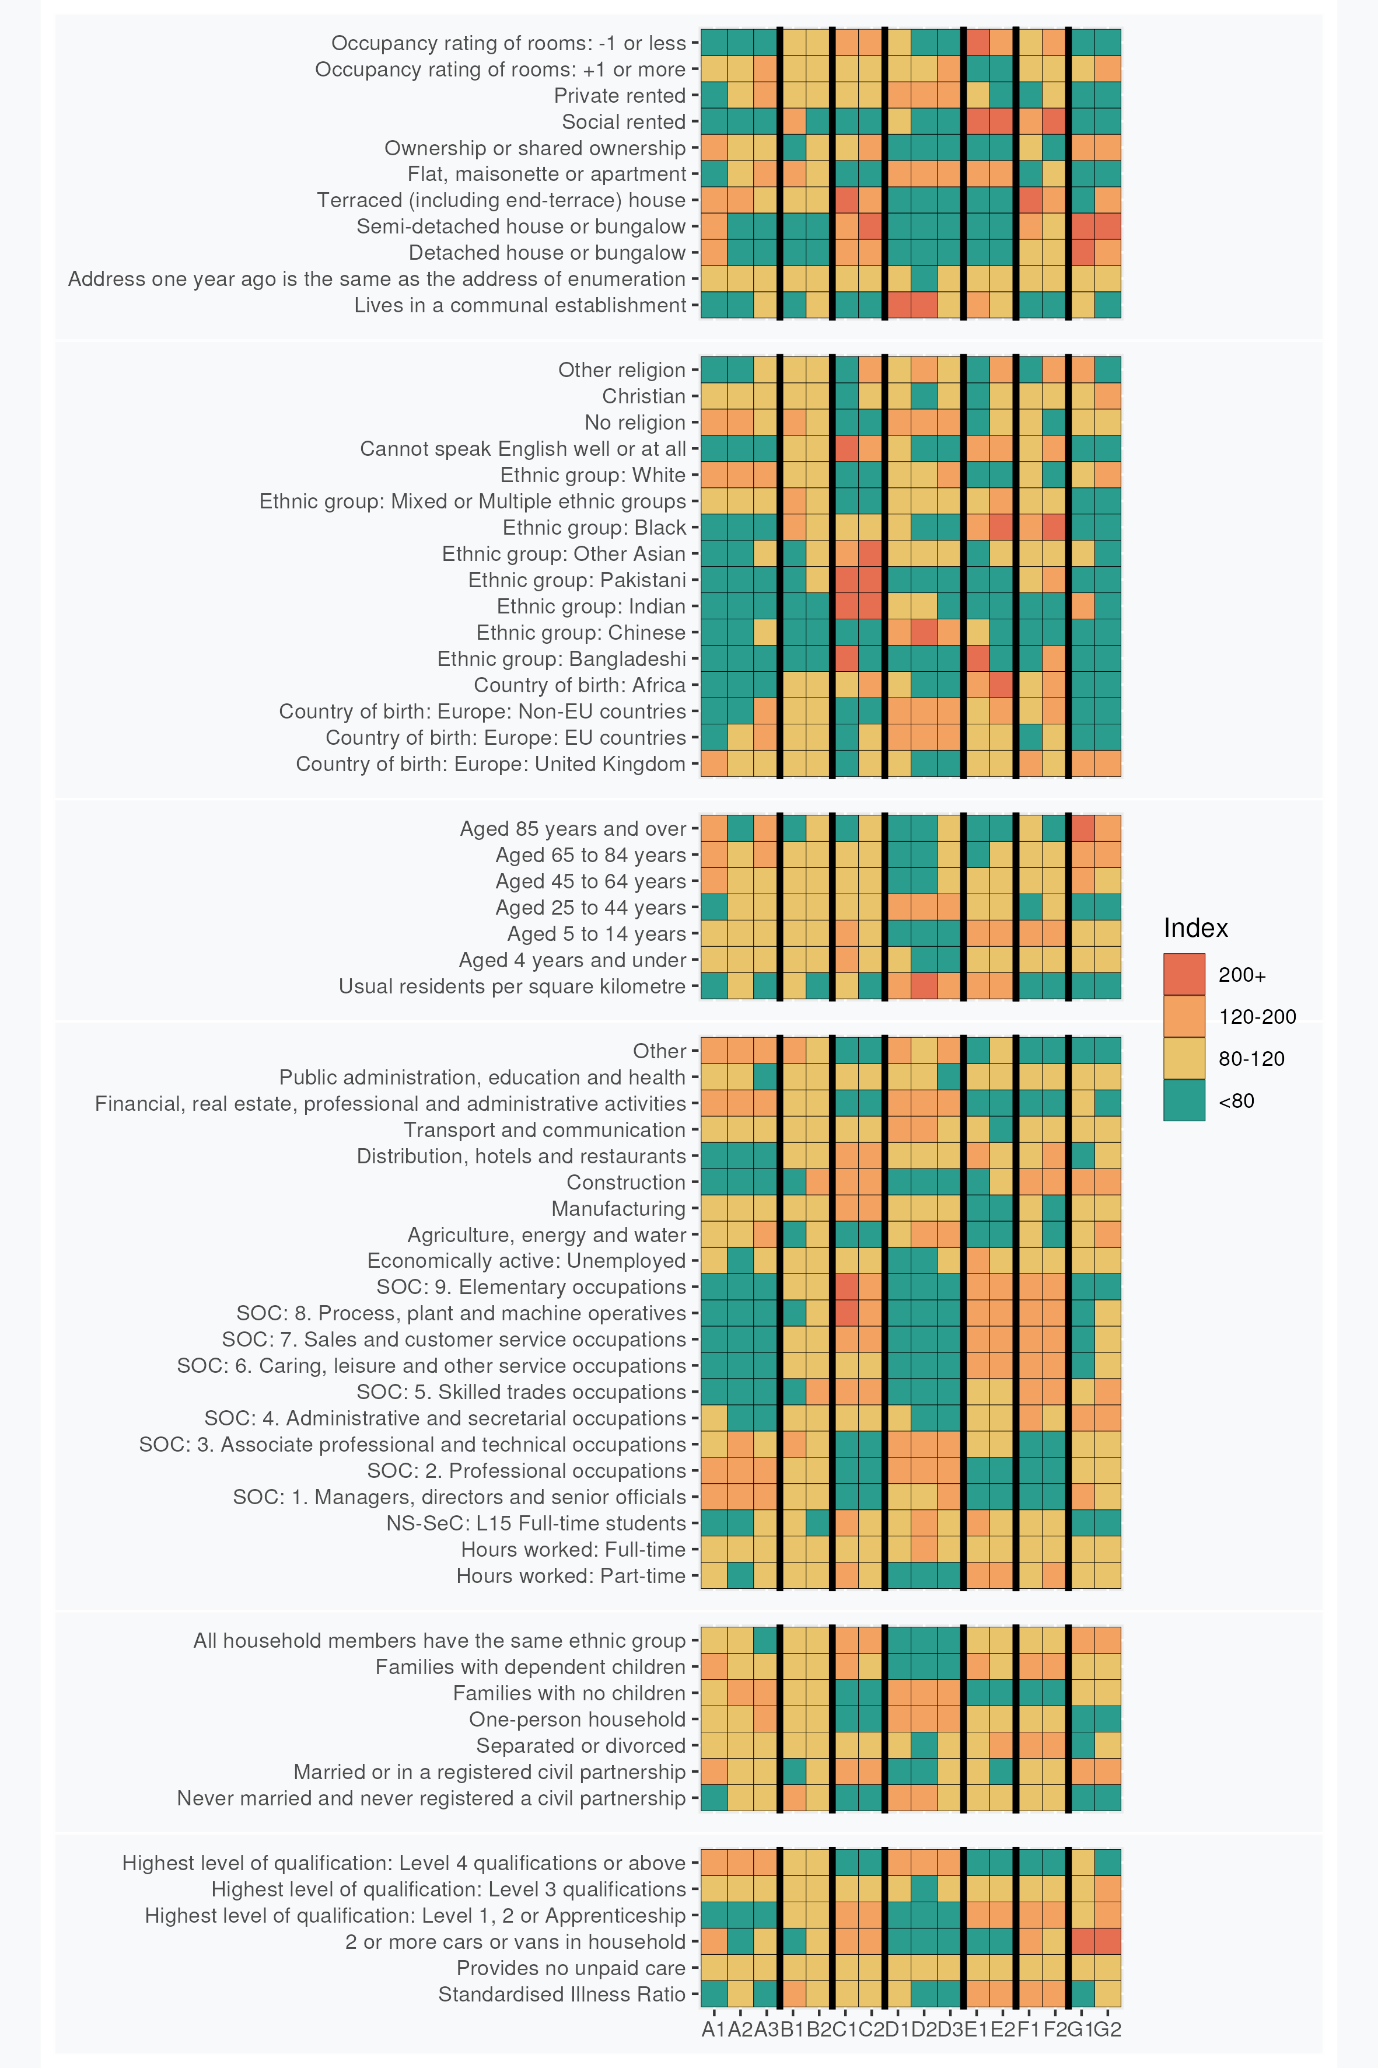 Occupancy rating of rooms: -1 or less
Occupancy rating of rooms: +1 or more
Private rented
Social rented
Ownership or shared ownership
Flat, maisonette or apartment
Terraced (including end-terrace) house
Semi-detached house or bungalow
Detached house or bungalow
Address one year ago is the same as the address of enumeration
Lives in a communal establishment
Other religion
Christian
No religion
Cannot speak English well or at all
Ethnic group: White
Ethnic group: Mixed or Multiple ethnic groups
Ethnic group: Black
Ethnic group: Other Asian
Ethnic group: Pakistani
Ethnic group: Indian
Ethnic group: Chinese
Ethnic group: Bangladeshi
Country of birth: Africa
Country of birth: Europe: Non-EU countries
Country of birth: Europe: EU countries
Country of birth: Europe: United Kingdom
Aged 85 years and over
Aged 65 to 84 years
Aged 45 to 64 years
Aged 25 to 44 years
Aged 5 to 14 years
Aged 4 years and under
Usual residents per square kilometre
Index
200+
120-200
80-120
<80
Other
Public administration, education and health
Financial, real estate, professional and administrative activities
Transport and communication
Distribution, hotels and restaurants
Construction
Manufacturing
Agriculture, energy and water
Economically active: Unemployed
SOC: 9. Elementary occupations
SOC: 8. Process, plant and machine operatives
SOC: 7. Sales and customer service occupations
SOC: 6. Caring, leisure and other service occupations
SOC: 5. Skilled trades occupations
SOC: 4. Administrative and secretarial occupations
SOC: 3. Associate professional and technical occupations
SOC: 2. Professional occupations
SOC: 1. Managers, directors and senior officials
NS-SeC: L15 Full-time students
Hours worked: Full-time
Hours worked: Part-time
All household members have the same ethnic group
Families with dependent children
Families with no children
One-person household
Separated or divorced
Married or in a registered civil partnership
Never married and never registered a civil partnership
Highest level of qualification: Level 4 qualifications or above
Highest level of qualification: Level 3 qualifications
Highest level of qualification: Level 1, 2 or Apprenticeship
2 or more cars or vans in household
Provides no unpaid care
Standardised Illness Ratio
A1 A2 A3 B1 B2 C1 C2 D1 D2 D3 E1 E2 F1 F2 G1 G2